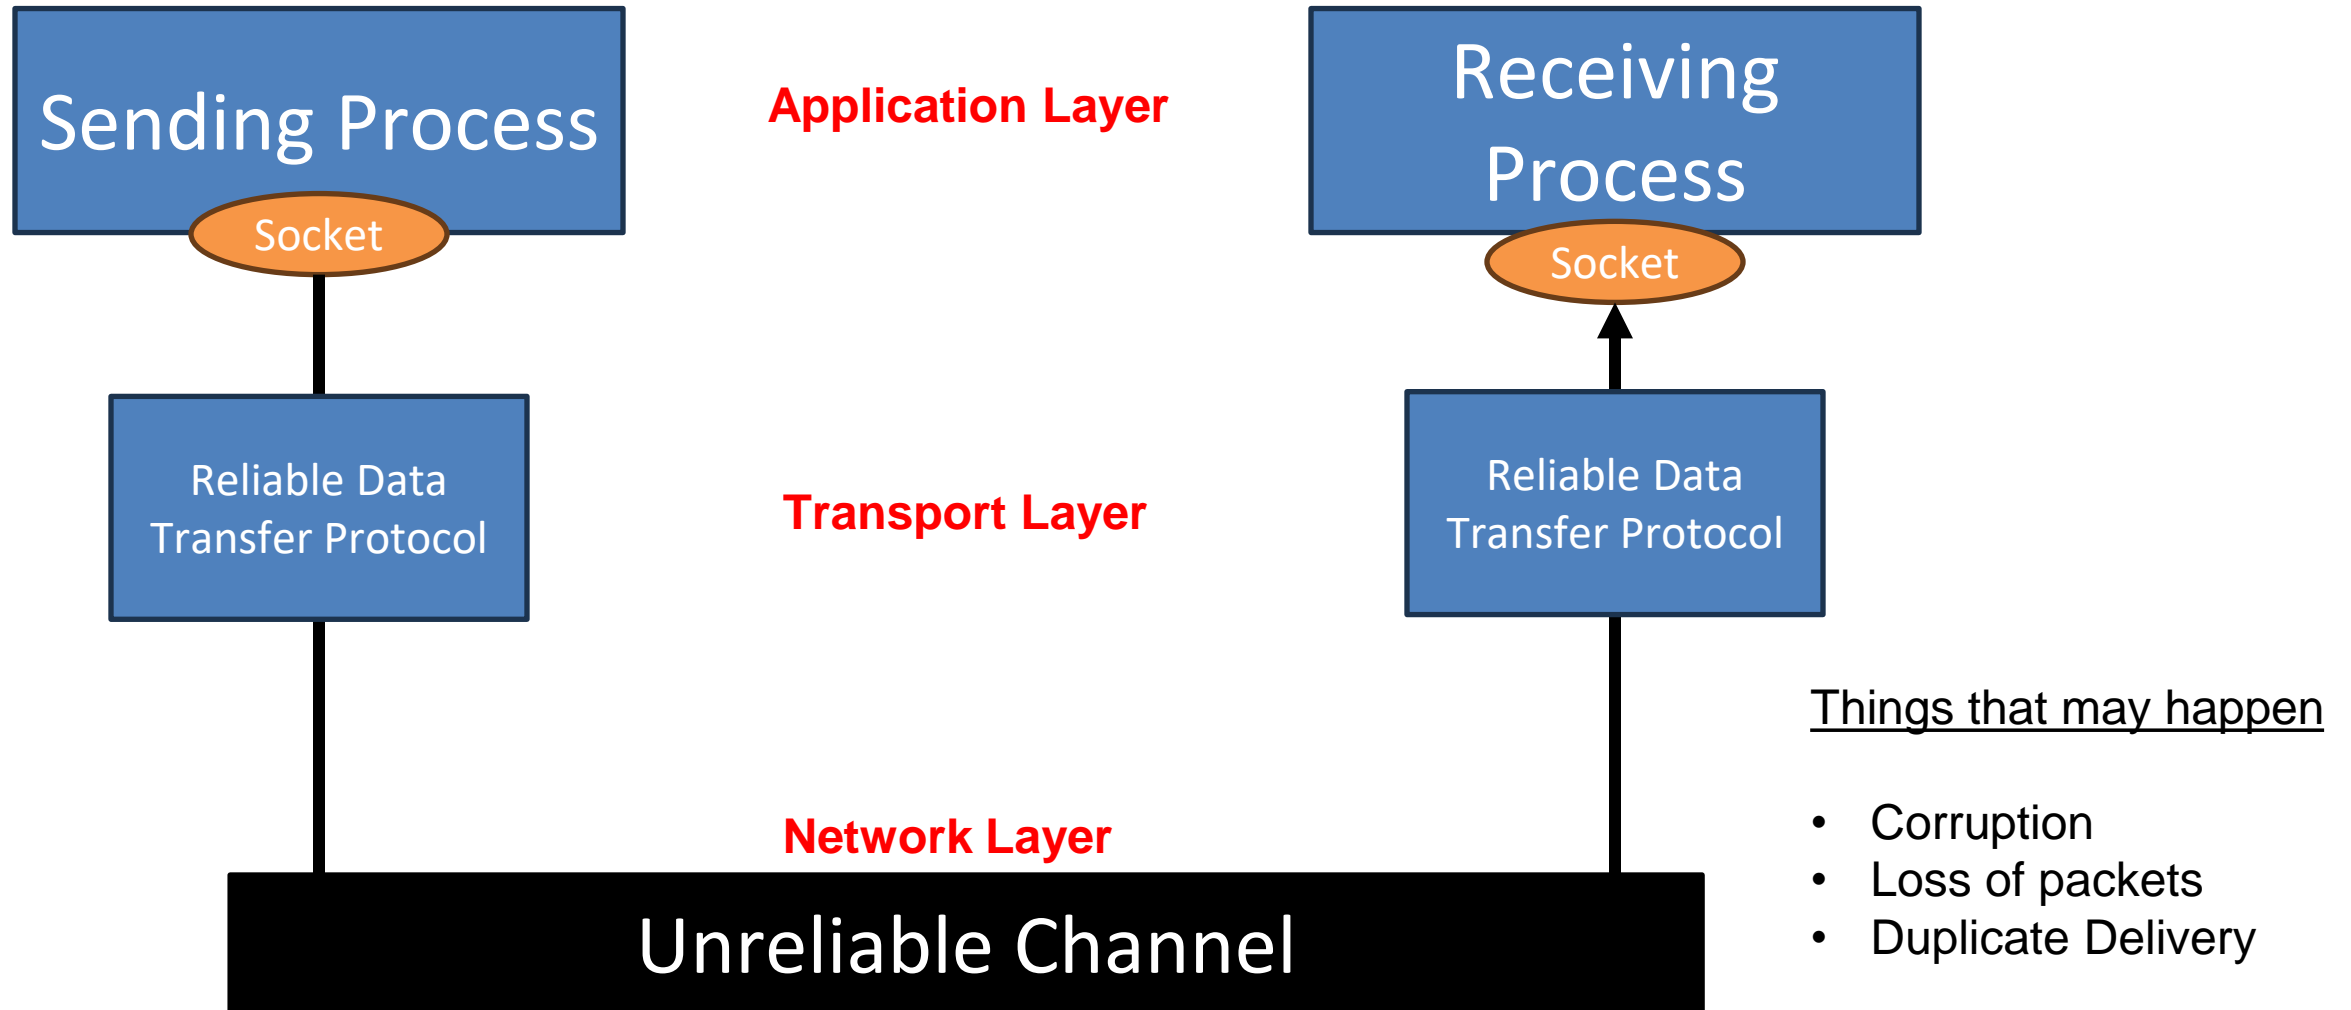 Sending Process
Socket
Application Layer
Receiving
Process
Socket
Reliable Data
Transfer Protocol
Transport Layer
Reliable Data
Transfer Protocol
Network Layer
Unreliable Channel
Things that may happen
• Corruption
• Loss of packets
• Duplicate Delivery